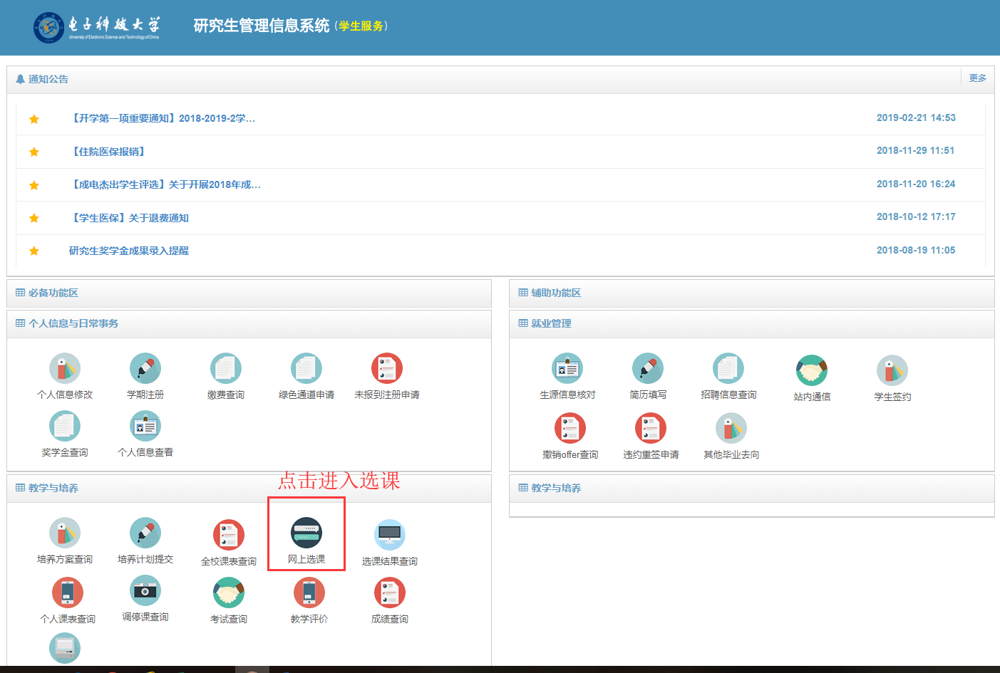 电子科技大学
University of Electronic Science and Technology of China
研究生管理信息系统（学生服务）
通知公告
更多
【开学第一项重要通知】2018-2019-2学... 2019-02-21 14:53
【住院医保报销】 2018-11-29 11:51
【成电杰出学生评选】关于开展2018年成... 2018-11-20 16:24
【学生医保】关于退费通知 2018-10-12 17:17
研究生奖学金成果录入提醒 2018-08-19 11:05
必备功能区
个人信息与日常事务
个人信息修改 学期注册 缴费查询 绿色通道申请 未报到注册申请
奖学金查询 个人信息查看
点击进入选课
教学与培养
培养方案查询 培养计划提交 全校课表查询 网上选课 选课结果查询
个人课表查询 调停课查询 考试查询 教学评价 成绩查询
辅助功能区
就业管理
生源信息核对 简历填写 招聘信息查询 站内通信 学生签约
撤销offer查询 违约重签申请 其他毕业去向
教学与培养